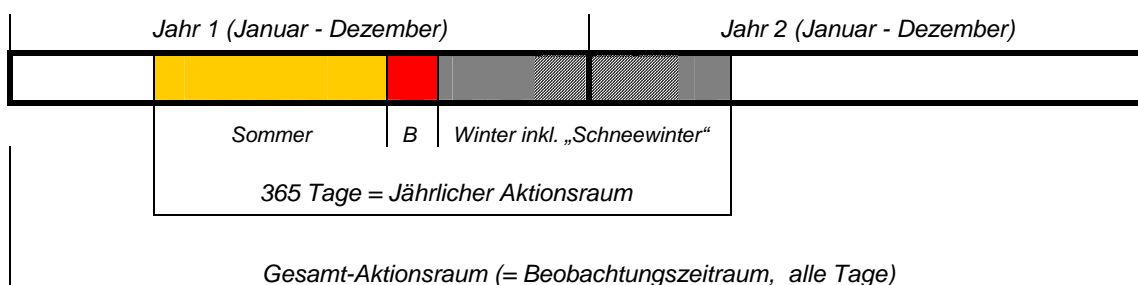 Jahr 1 (Januar - Dezember) Jahr 2 (Januar - Dezember)
Sommer B Winter inkl. „Schneewinter“
365 Tage = Jährlicher Aktionsraum
Gesamt-Aktionsraum (= Beobachtungszeitraum, alle Tage)